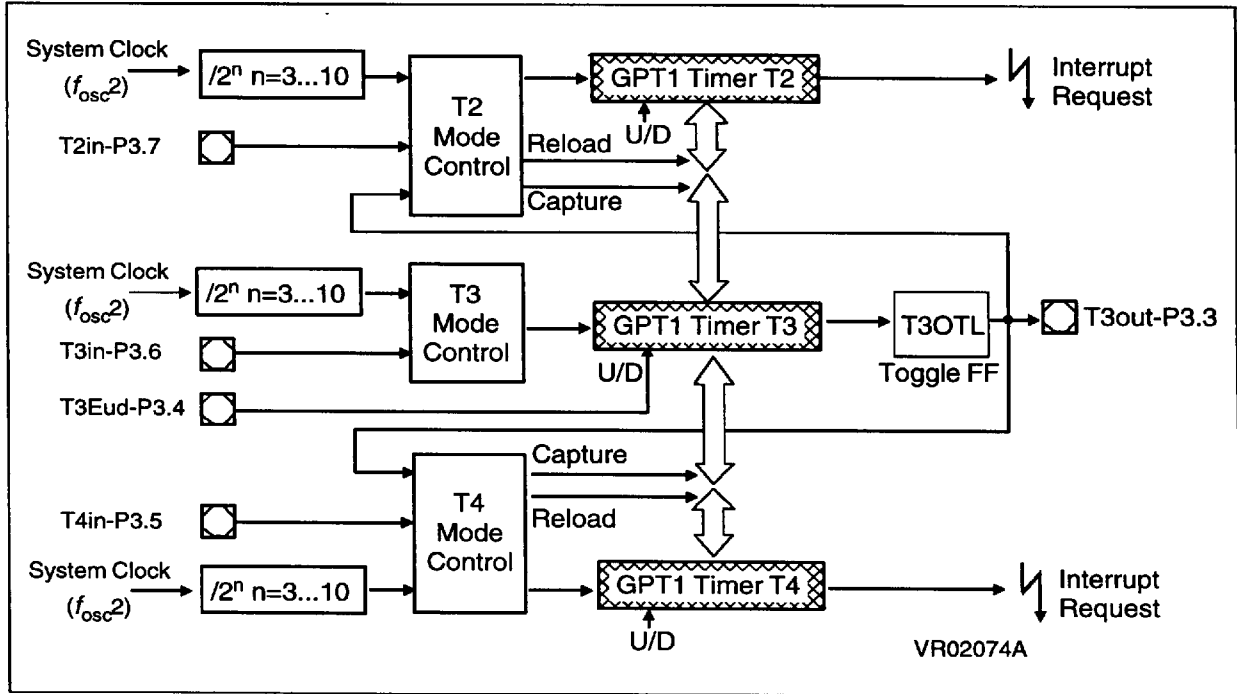 System Clock
(fosc2)
/2ⁿ n=3...10
T2in-P3.7
T2
Mode
Control
GPT1 Timer T2
U/D
Reload
Capture
Interrupt
Request
System Clock
(fosc2)
/2ⁿ n=3...10
T3in-P3.6
T3Eud-P3.4
T3
Mode
Control
GPT1 Timer T3
U/D
T3OTL
Toggle FF
T3out-P3.3
T4in-P3.5
System Clock
(fosc2)
/2ⁿ n=3...10
T4
Mode
Control
Capture
Reload
GPT1 Timer T4
U/D
Interrupt
Request
VR02074A